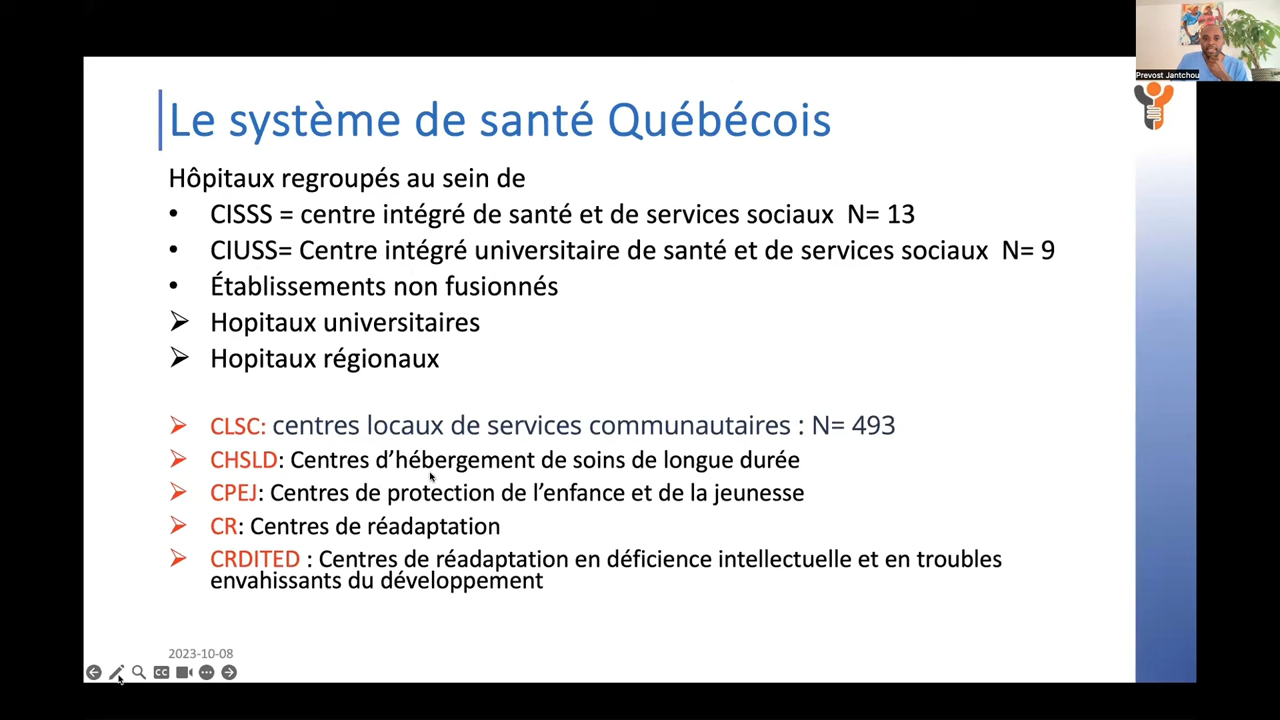 Prevost Jantchou
Le système de santé Québécois
Hôpitaux regroupés au sein de
• CISSS = centre intégré de santé et de services sociaux N= 13
• CIUSS= Centre intégré universitaire de santé et de services sociaux N= 9
• Établissements non fusionnés
➢ Hopitaux universitaires
➢ Hopitaux régionaux
➢ CLSC: centres locaux de services communautaires : N= 493
➢ CHSLD: Centres d’hébergement de soins de longue durée
➢ CPEJ: Centres de protection de l’enfance et de la jeunesse
➢ CR: Centres de réadaptation
➢ CRDITED : Centres de réadaptation en déficience intellectuelle et en troubles
envahissants du développement
2023-10-08
CC